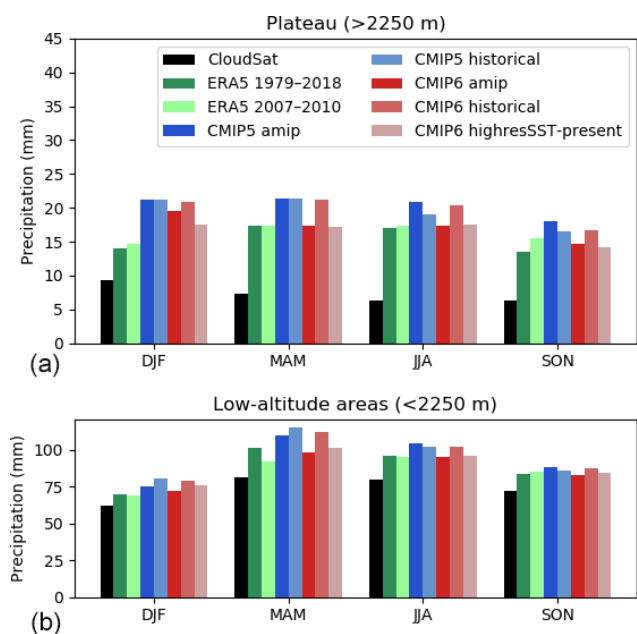 Plateau (>2250 m)
45
40
35
30
25
20
15
10
5
0
Precipitation (mm)
CloudSat
ERA5 1979–2018
ERA5 2007–2010
CMIP5 amip
CMIP5 historical
CMIP6 amip
CMIP6 historical
CMIP6 highresSST-present
DJF MAM JJA SON
(a)
Low-altitude areas (<2250 m)
100
75
50
25
0
Precipitation (mm)
DJF MAM JJA SON
(b)